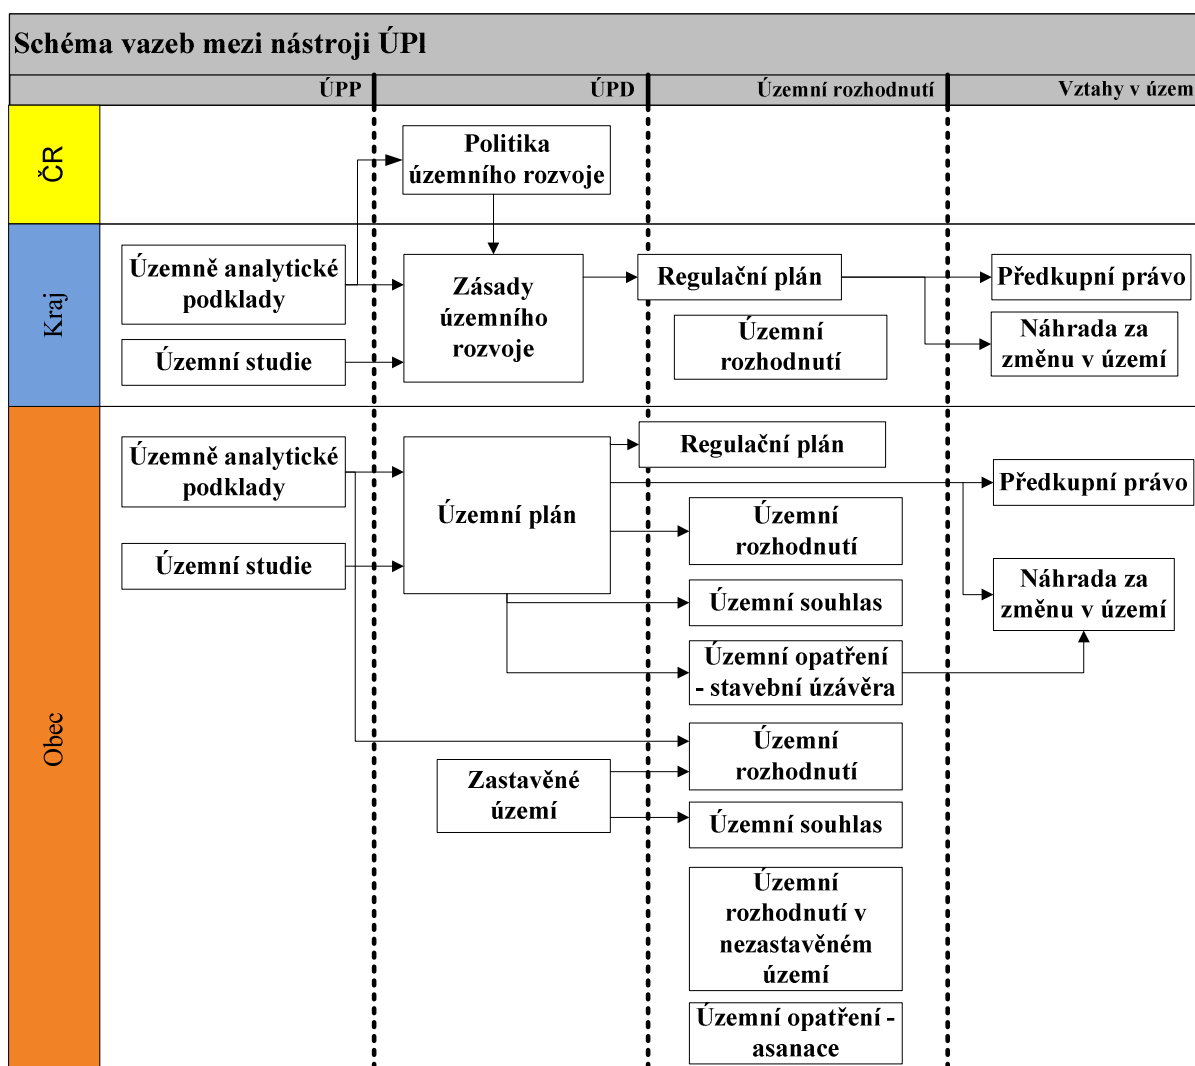 Schéma vazeb mezi nástroji ÚPl
ÚPP
ÚPD
Územní rozhodnutí
Vztahy v územ
ČR
Politika
územního rozvoje
Kraj
Územně analytické
podklady
Územní studie
Zásady
územního
rozvoje
Regulační plán
Územní
rozhodnutí
Předkupní právo
Náhrada za
změnu v území
Obec
Územně analytické
podklady
Územní studie
Územní plán
Regulační plán
Územní
rozhodnutí
Územní souhlas
Územní opatření
- stavební úzávěra
Předkupní právo
Náhrada za
změnu v území
Zastavěné
území
Územní
rozhodnutí
Územní souhlas
Územní
rozhodnutí v
nezastavěném
území
Územní opatření -
asanace